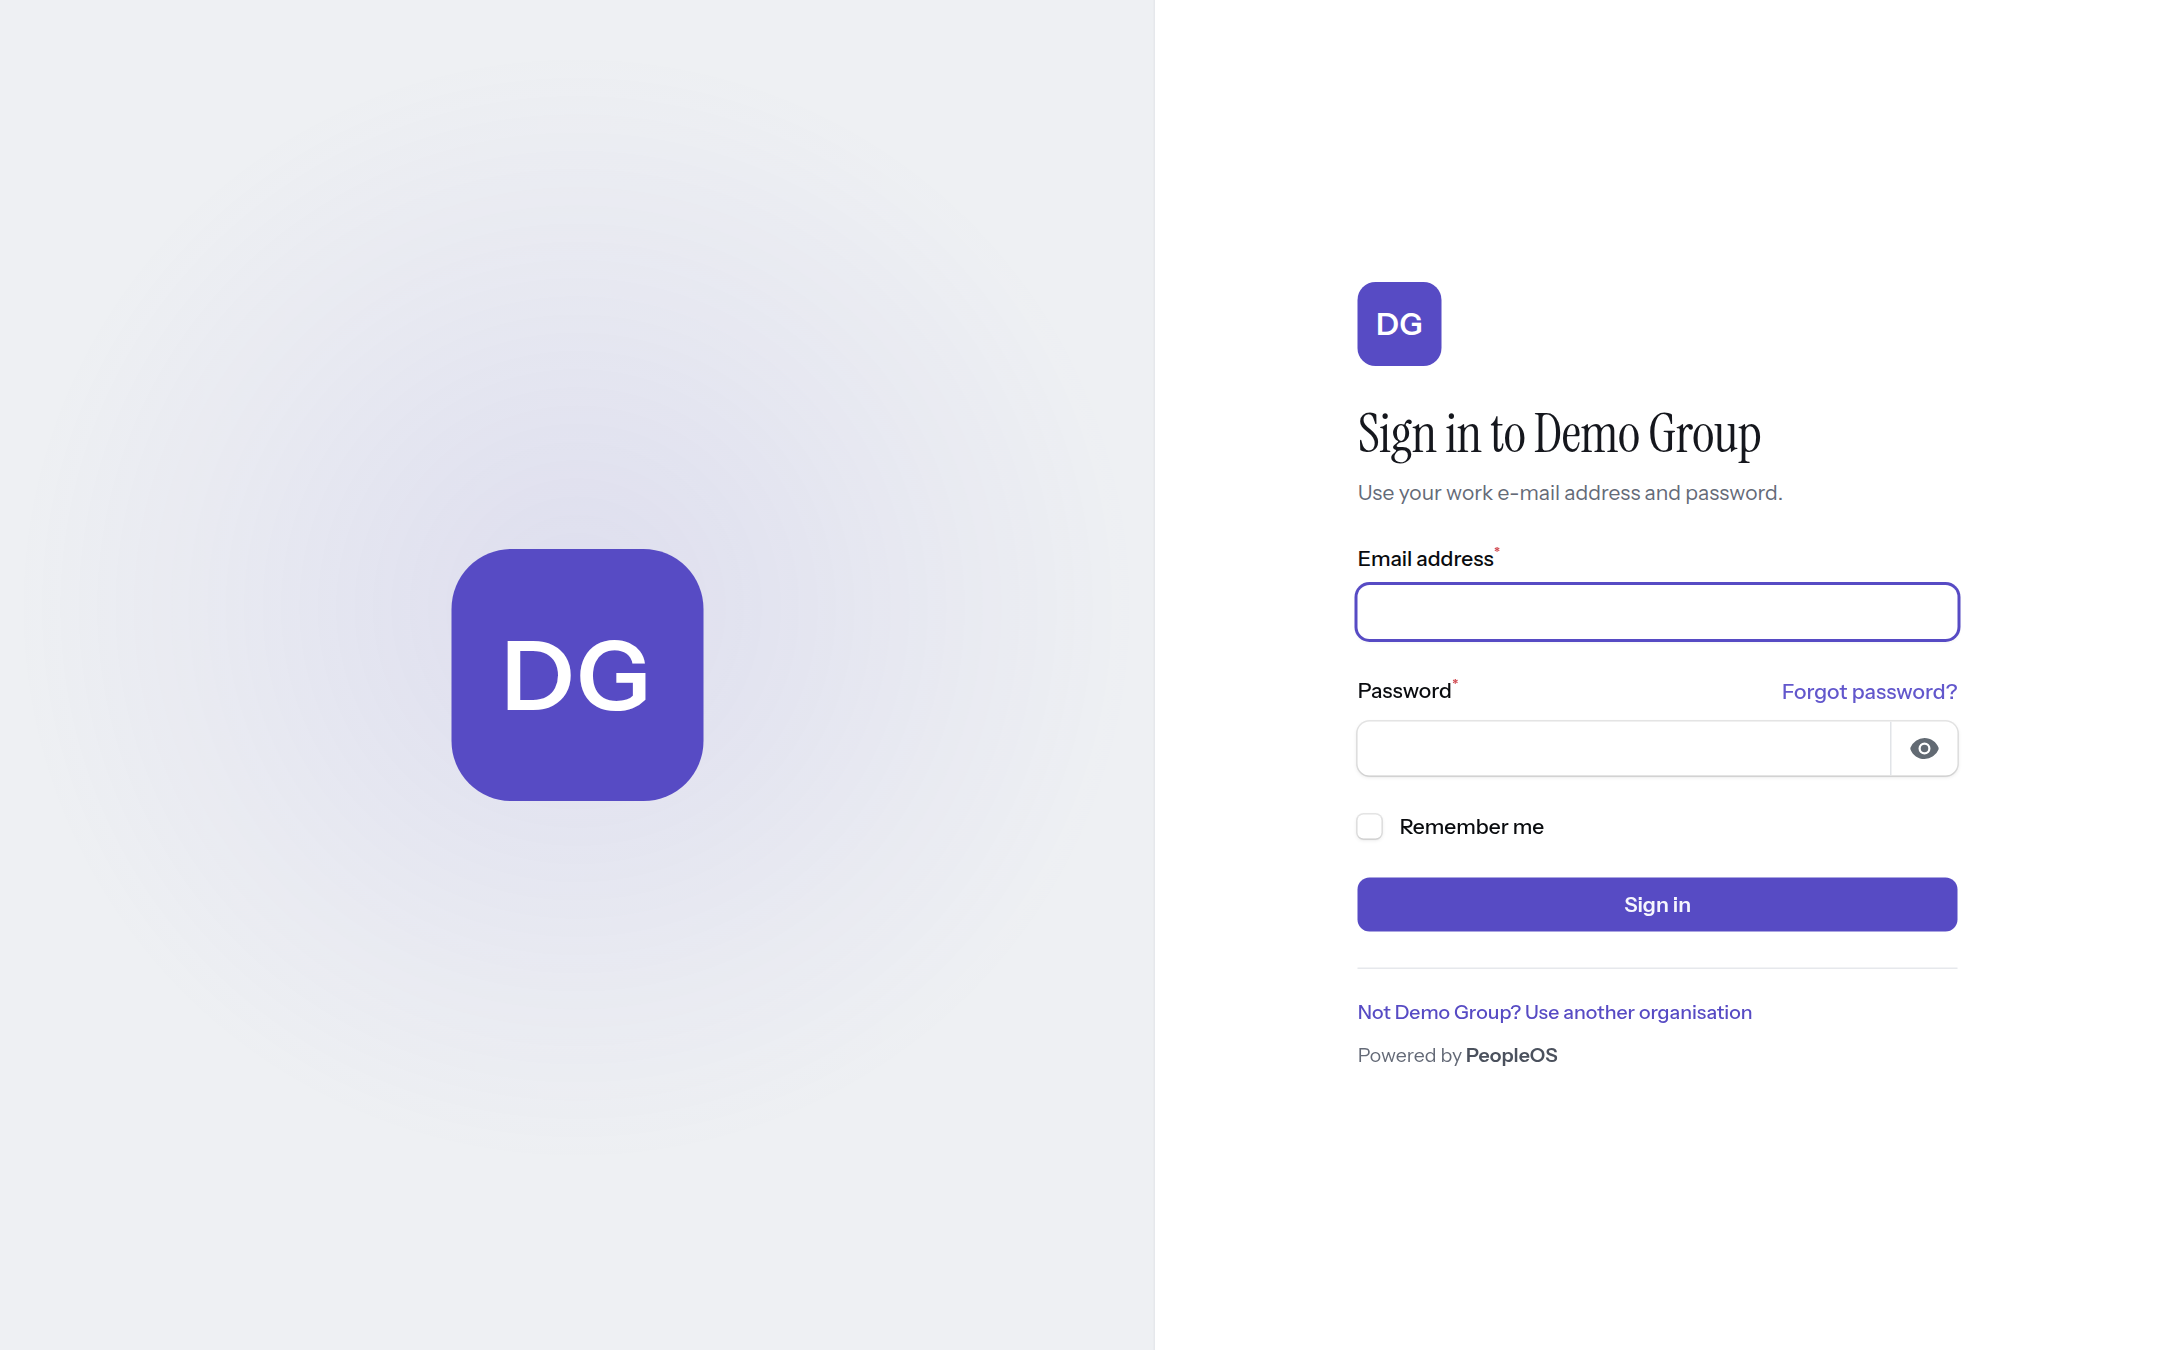 DG
DG
Sign in to Demo Group
Use your work e-mail address and password.
Email address*
Password*
Forgot password?
Remember me
Sign in
Not Demo Group? Use another organisation
Powered by PeopleOS